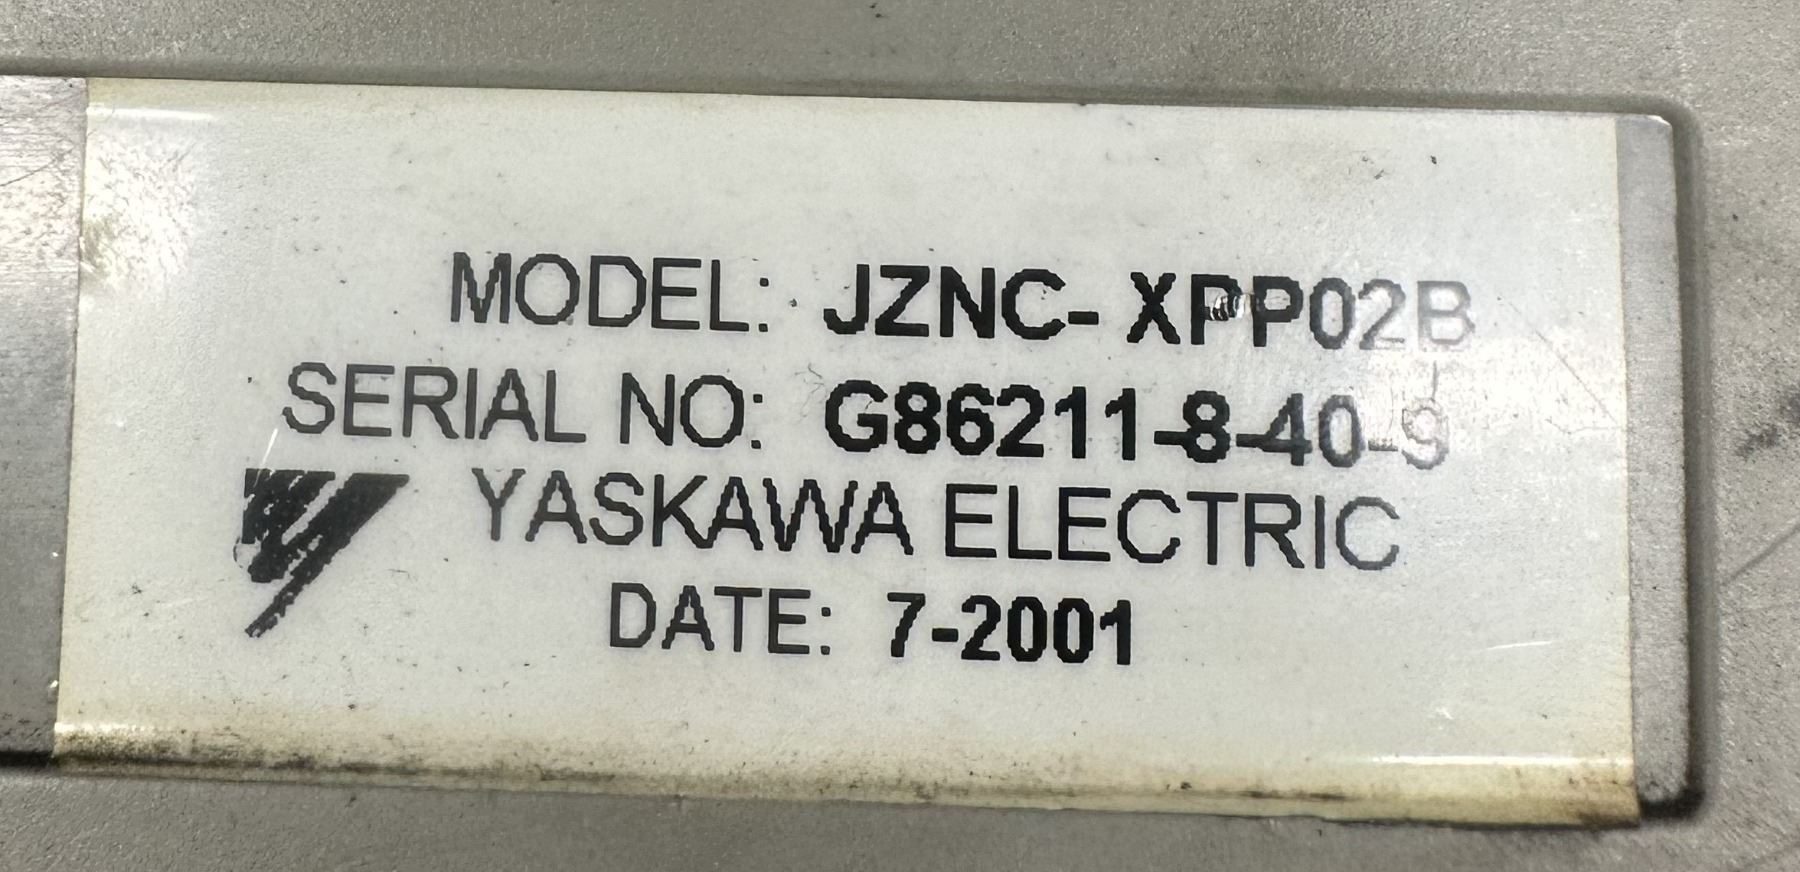 MODEL: JZNC-XPP02B
SERIAL NO: G86211-8-40-9
YASKAWA ELECTRIC
DATE: 7-2001